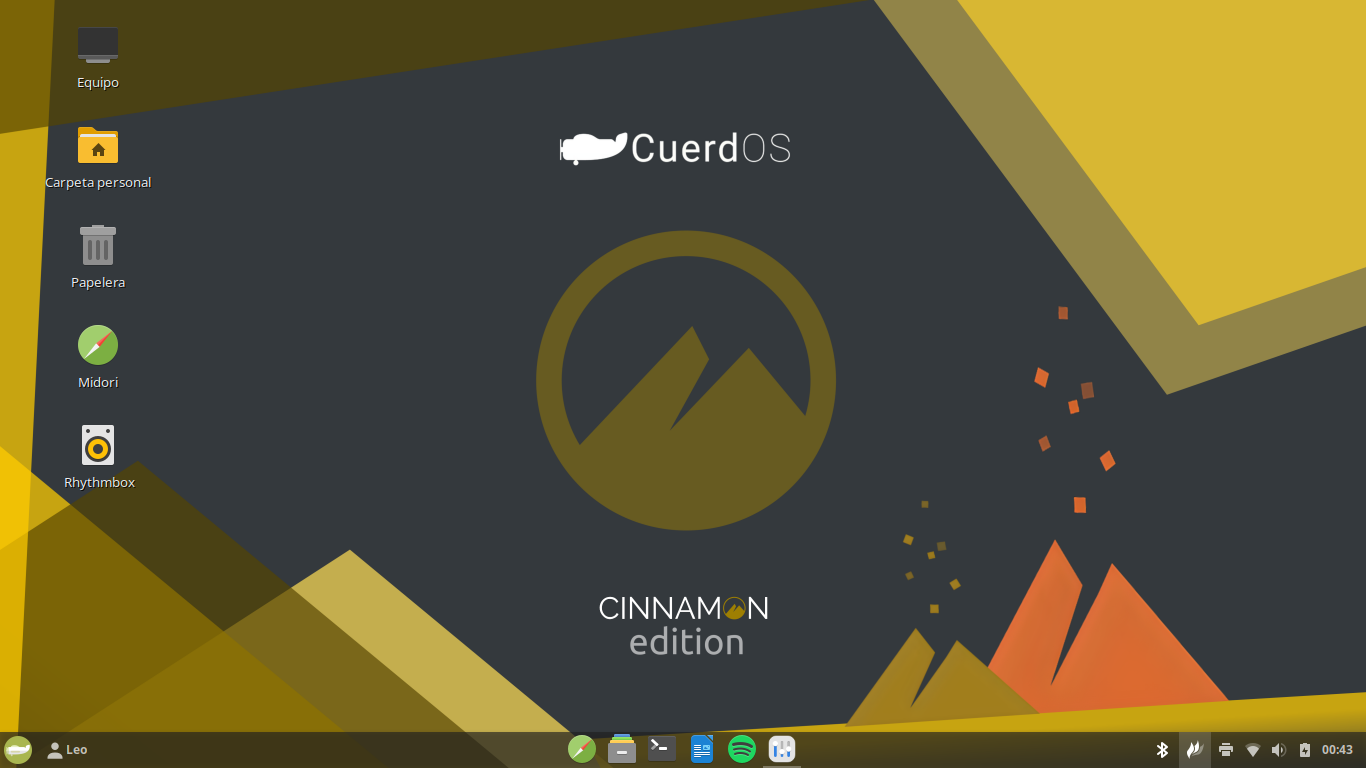 Equipo
Carpeta personal
Papelera
Midori
Rhythmbox
CuerdOS
CINNAMON
edition
Leo
00:43